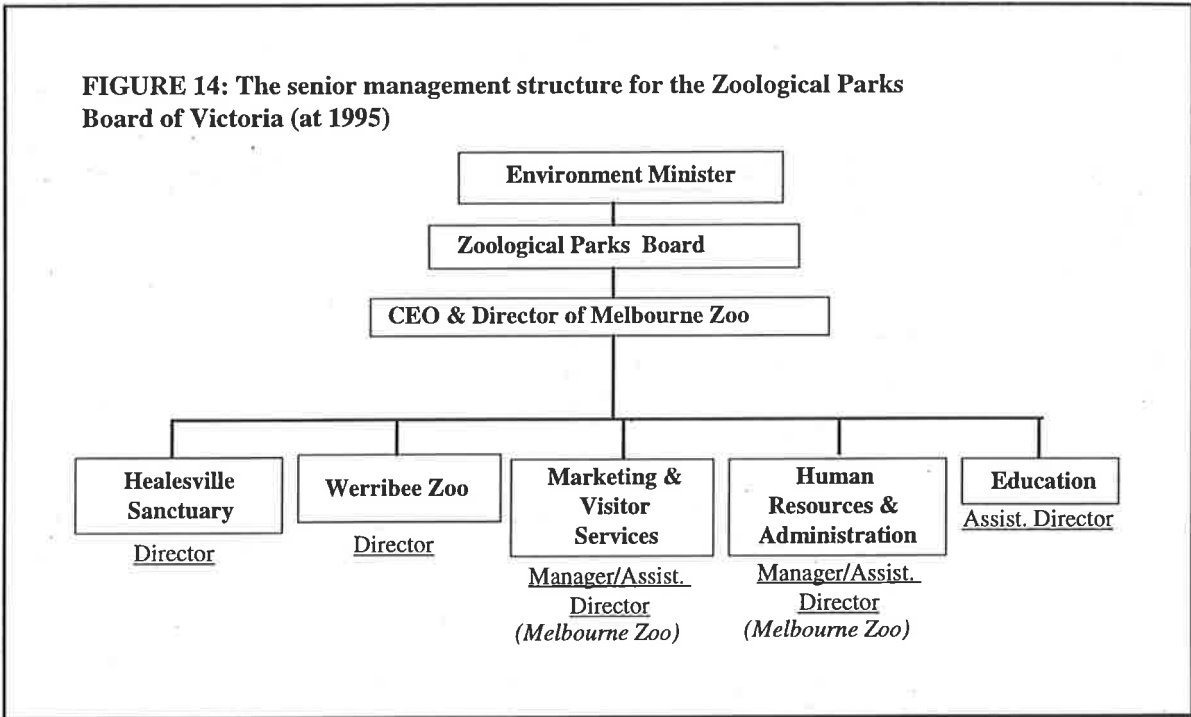 FIGURE 14: The senior management structure for the Zoological Parks
Board of Victoria (at 1995)
Environment Minister
Zoological Parks Board
CEO & Director of Melbourne Zoo
Healesville
Sanctuary
Director
Werribee Zoo
Director
Marketing &
Visitor
Services
Manager/Assist.
Director
(Melbourne Zoo)
Human
Resources &
Administration
Manager/Assist.
Director
(Melbourne Zoo)
Education
Assist. Director